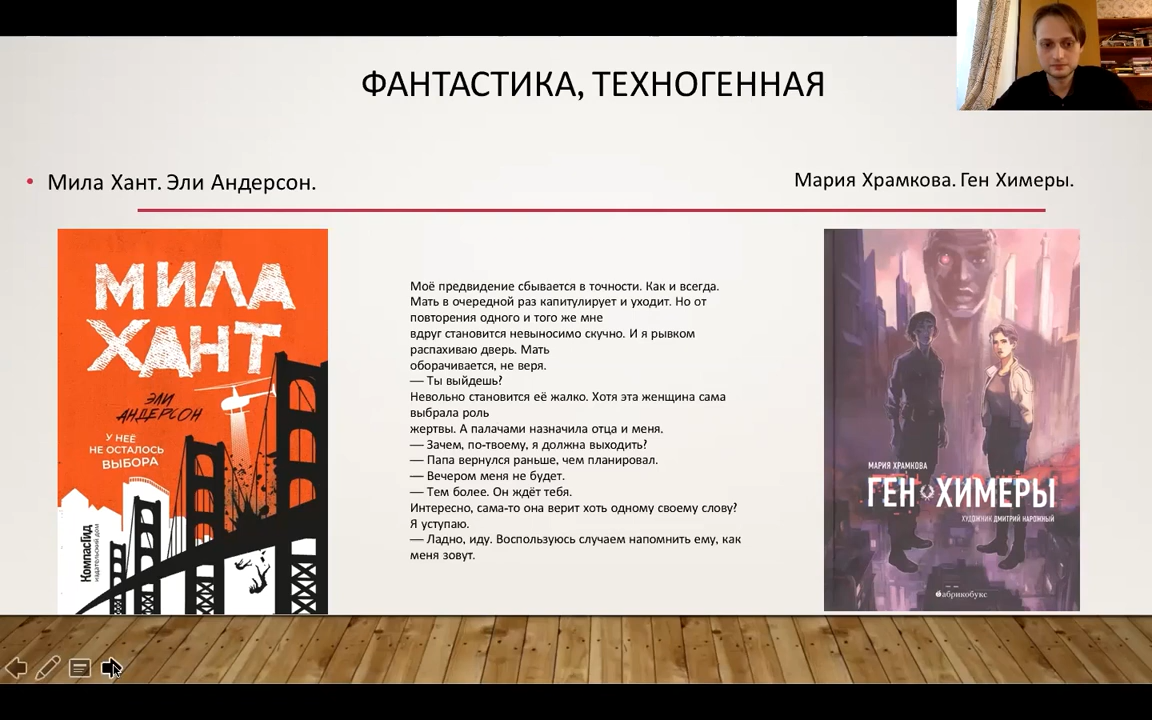 ФАНТАСТИКА, ТЕХНОГЕННАЯ
• Мила Хант. Эли Андерсон.
Мария Храмкова. Ген Химеры.
МИЛА
ХАНТ
ЭЛИ
АНДЕРСОН
У НЕЁ
НЕ ОСТАЛОСЬ
ВЫБОРА
КомпасГид
издательский дом
Моё предвидение сбывается в точности. Как и всегда.
Мать в очередной раз капитулирует и уходит. Но от
повторения одного и того же мне
вдруг становится невыносимо скучно. И я рывком
распахиваю дверь. Мать
оборачивается, не веря.
— Ты выйдешь?
Невольно становится её жалко. Хотя эта женщина сама
выбрала роль
жертвы. А палачами назначила отца и меня.
— Зачем, по-твоему, я должна выходить?
— Папа вернулся раньше, чем планировал.
— Вечером меня не будет.
— Тем более. Он ждёт тебя.
Интересно, сама-то она верит хоть одному своему слову?
Я уступаю.
— Ладно, иду. Воспользуюсь случаем напомнить ему, как
меня зовут.
МАРИЯ ХРАМКОВА
ГЕН ХИМЕРЫ
ХУДОЖНИК ДМИТРИЙ НАРОЖНЫЙ
абрикобукс